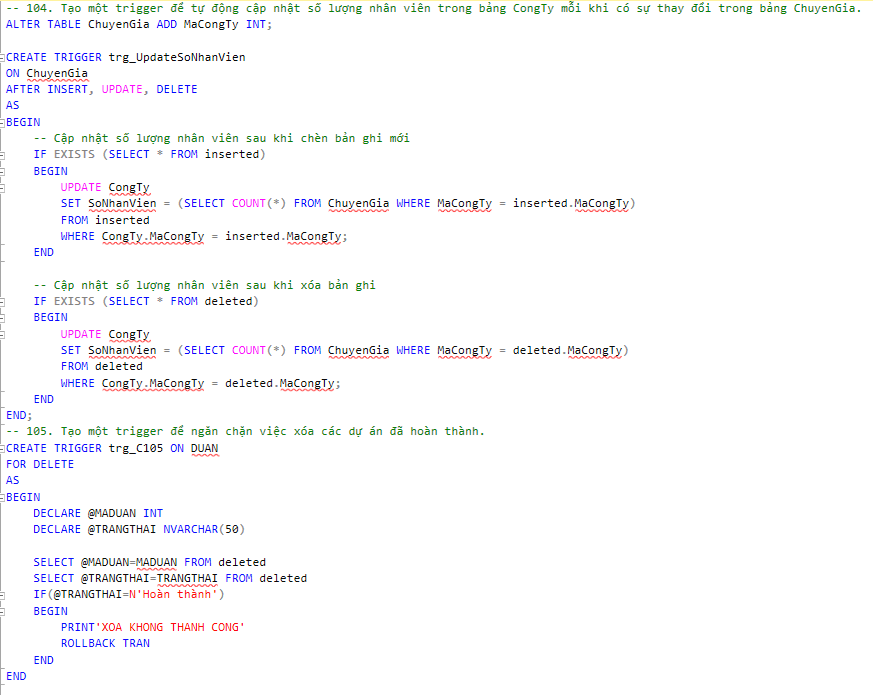 -- 104. Tạo một trigger để tự động cập nhật số lượng nhân viên trong bảng CongTy mỗi khi có sự thay đổi trong bảng ChuyenGia.
ALTER TABLE ChuyenGia ADD MaCongTy INT;
CREATE TRIGGER trg_UpdateSoNhanVien
ON ChuyenGia
AFTER INSERT, UPDATE, DELETE
AS
BEGIN
-- Cập nhật số lượng nhân viên sau khi chèn bản ghi mới
IF EXISTS (SELECT * FROM inserted)
BEGIN
UPDATE CongTy
SET SoNhanVien = (SELECT COUNT(*) FROM ChuyenGia WHERE MaCongTy = inserted.MaCongTy)
FROM inserted
WHERE CongTy.MaCongTy = inserted.MaCongTy;
END
-- Cập nhật số lượng nhân viên sau khi xóa bản ghi
IF EXISTS (SELECT * FROM deleted)
BEGIN
UPDATE CongTy
SET SoNhanVien = (SELECT COUNT(*) FROM ChuyenGia WHERE MaCongTy = deleted.MaCongTy)
FROM deleted
WHERE CongTy.MaCongTy = deleted.MaCongTy;
END
END;
-- 105. Tạo một trigger để ngăn chặn việc xóa các dự án đã hoàn thành.
CREATE TRIGGER trg_C105 ON DUAN
FOR DELETE
AS
BEGIN
DECLARE @MADUAN INT
DECLARE @TRANGTHAI NVARCHAR(50)
SELECT @MADUAN=MADUAN FROM deleted
SELECT @TRANGTHAI=TRANGTHAI FROM deleted
IF(@TRANGTHAI=N'Hoàn thành')
BEGIN
PRINT'XOA KHONG THANH CONG'
ROLLBACK TRAN
END
END